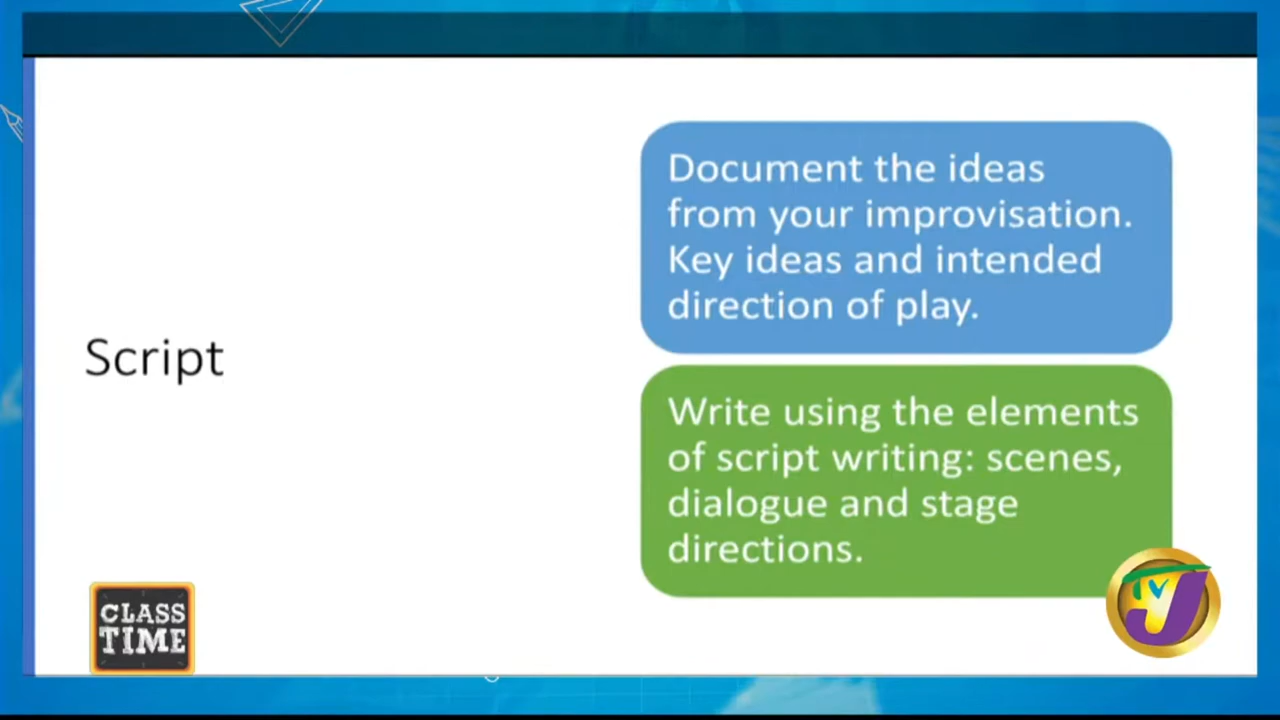 Script
Document the ideas
from your improvisation.
Key ideas and intended
direction of play.
Write using the elements
of script writing: scenes,
dialogue and stage
directions.
CLASS
TIME
TVJ